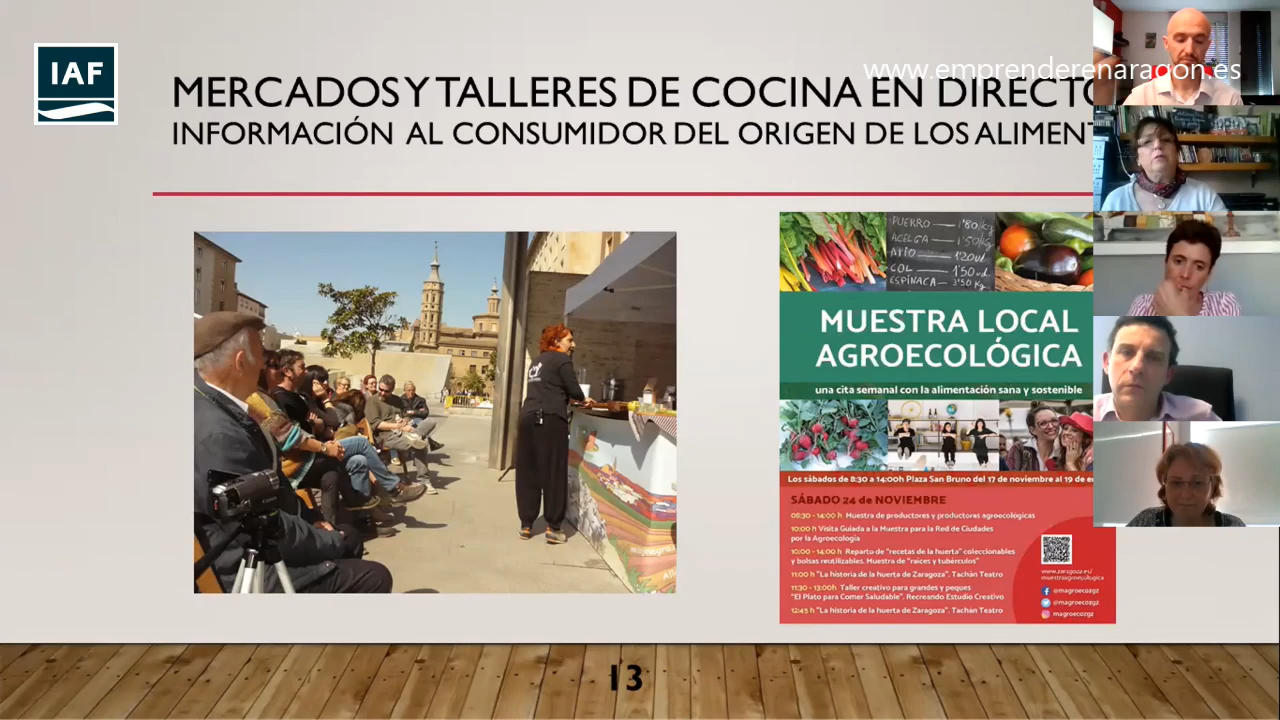 IAF
www.emprenderenaragon.es
MERCADOS Y TALLERES DE COCINA EN DIRECTO
INFORMACIÓN AL CONSUMIDOR DEL ORIGEN DE LOS ALIMENT
PUERRO 1'80/kg
ACELGA 1'50/kg
APIO 1'20ud
COL 1'50 ud
ESPINACA 3'50 Kg
MUESTRA LOCAL
AGROECOLÓGICA
una cita semanal con la alimentación sana y sostenible
Los sábados de 8:30 a 14:00h Plaza San Bruno del 17 de noviembre al 19 de en
SÁBADO 24 de NOVIEMBRE
08:30 - 14:00 h Muestra de productores y productoras agroecológicas
10:00 h Visita Guiada a la Muestra para la Red de Ciudades
por la Agroecología
10:00 - 14:00 h Reparto de "recetas de la huerta" coleccionables
y bolsas reutilizables. Muestra de "raíces y tubérculos"
11:00 h "La historia de la huerta de Zaragoza". Tachán Teatro
11:30 - 13:00h Taller creativo para grandes y peques
"El Plato para Comer Saludable". Recreando Estudio Creativo
12:45 h "La historia de la huerta de Zaragoza". Tachán Teatro
www.zaragoza.es/
muestraagroecologica
@magroecozgz
@magroecozgz
magroecozgz
13